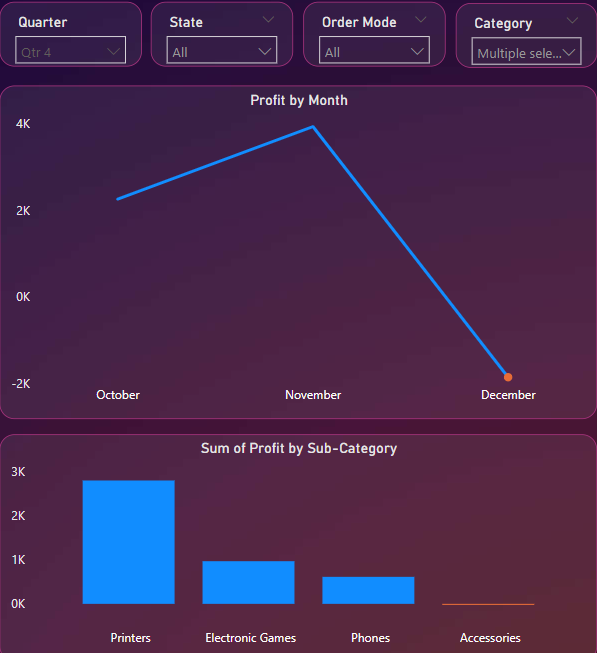 Quarter
Qtr 4
State
All
Order Mode
All
Category
Multiple sele...
Profit by Month
4K
2K
0K
-2K
October
November
December
Sum of Profit by Sub-Category
3K
2K
1K
0K
Printers
Electronic Games
Phones
Accessories